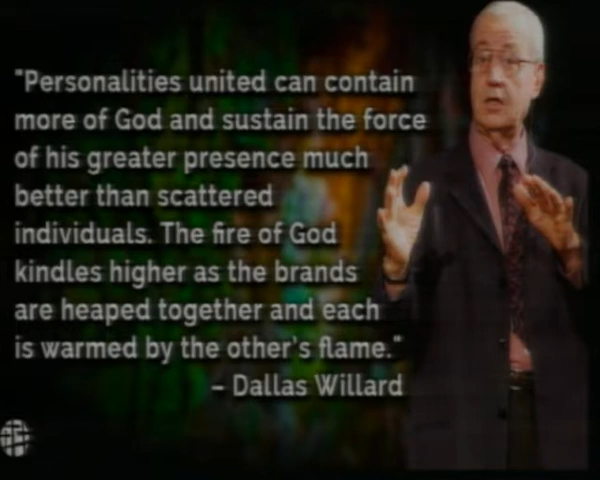 "Personalities united can contain
more of God and sustain the force
of his greater presence much
better than scattered
individuals. The fire of God
kindles higher as the brands
are heaped together and each
is warmed by the other's flame."
– Dallas Willard